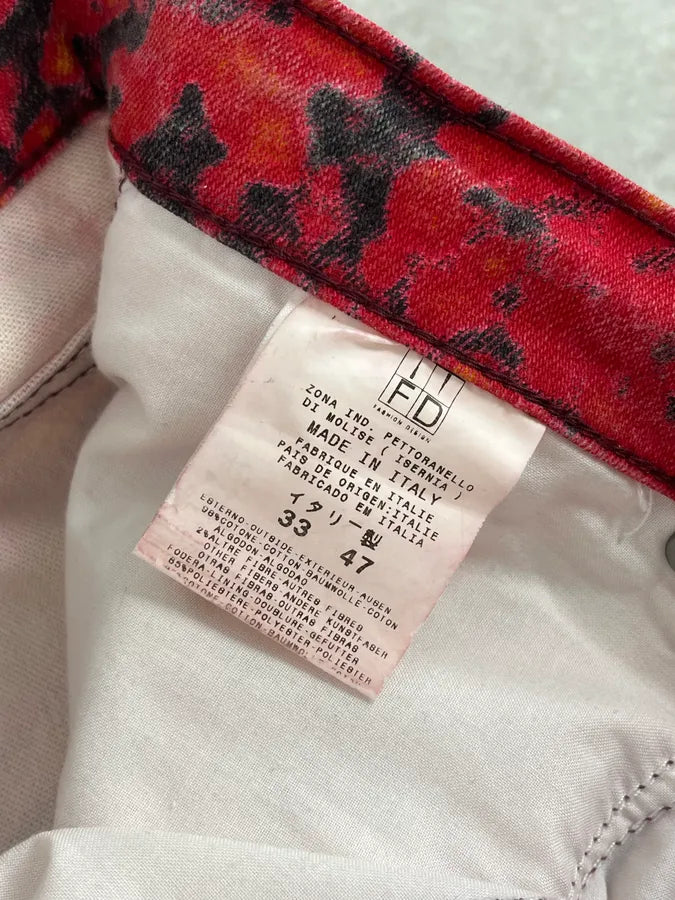 FD
FASHION DESIGN
ZONA IND. PETTORANELLO
DI MOLISE ( ISERNIA )
MADE IN ITALY
FABRIQUE EN ITALIE
PAIS DE ORIGEN:ITALIE
FABRICADO EM ITALIA
イタリー製
33 47
ESTERNO-OUTSIDE-EXTERIEUR-AUßEN
98%COTONE-COTTON-BAUMWOLLE-COTON
ALGODON-ALGODAO
2%ALTRE FIBRE-AUTRES FIBRES
OTHER FIBERS-ANDERE KUNSTFASER
OTRAS FIBRAS-OUTRAS FIBRAS
FODERA-LINING-DOUBLURE-GEFUTTER
65%POLIESTERE-POLYESTER-POLIESTER
COTONE-COTTON-